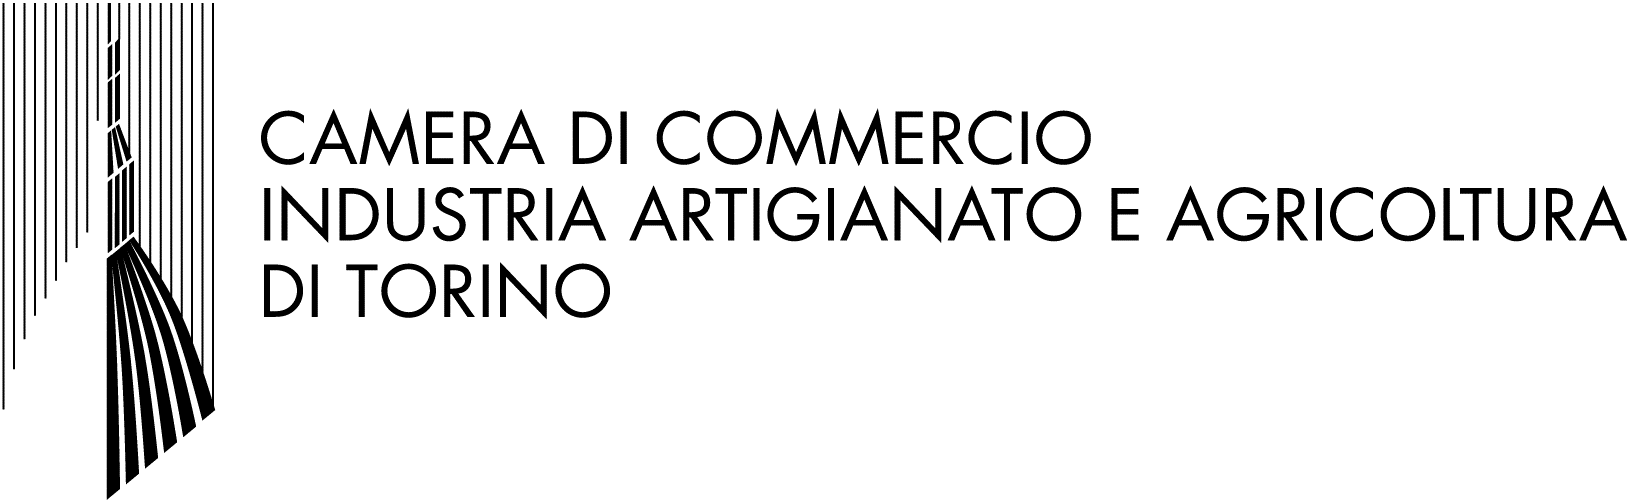 CAMERA DI COMMERCIO
INDUSTRIA ARTIGIANATO E AGRICOLTURA
DI TORINO